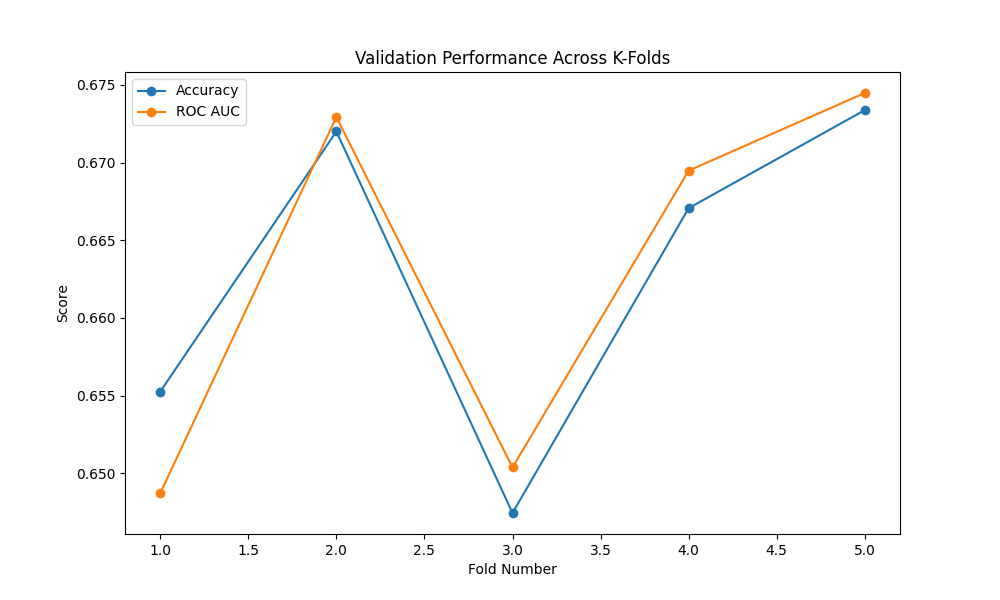 Validation Performance Across K-Folds
Accuracy
ROC AUC
Score
0.675
0.670
0.665
0.660
0.655
0.650
1.0 1.5 2.0 2.5 3.0 3.5 4.0 4.5 5.0
Fold Number